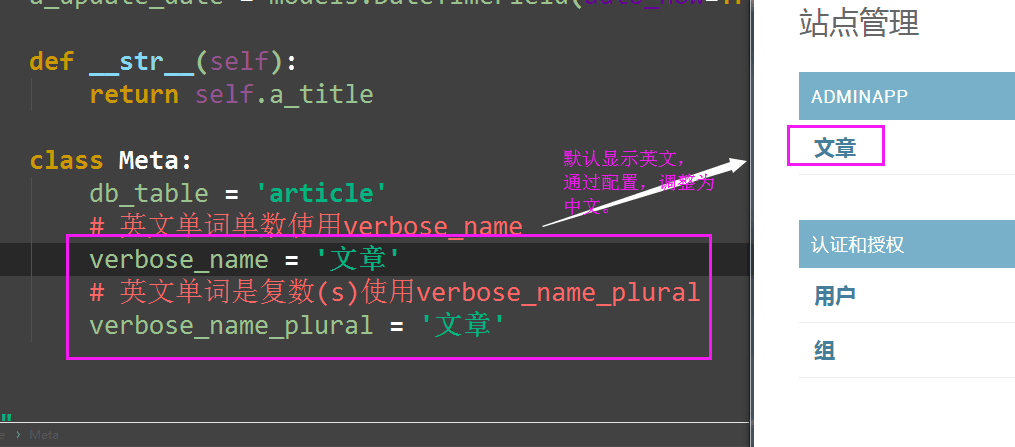 a_update_date = models.DateTimeField(auto_now=
def __str__(self):
return self.a_title
class Meta:
db_table = 'article'
# 英文单词单数使用verbose_name
verbose_name = '文章'
# 英文单词是复数(s)使用verbose_name_plural
verbose_name_plural = '文章'
"
› Meta
默认显示英文，
通过配置，调整为
中文。
站点管理
ADMINAPP
文章
认证和授权
用户
组